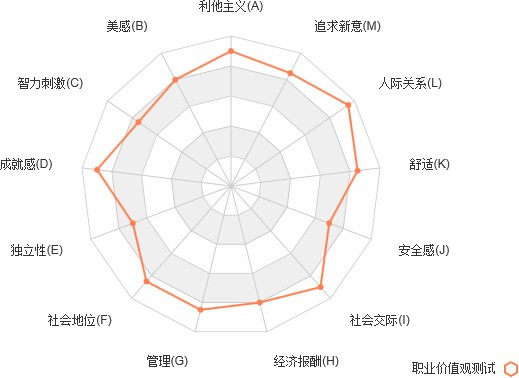 利他主义(A)
美感(B)
追求新意(M)
智力刺激(C)
人际关系(L)
成就感(D)
舒适(K)
独立性(E)
安全感(J)
社会地位(F)
社会交际(I)
管理(G)
经济报酬(H)
职业价值观测试